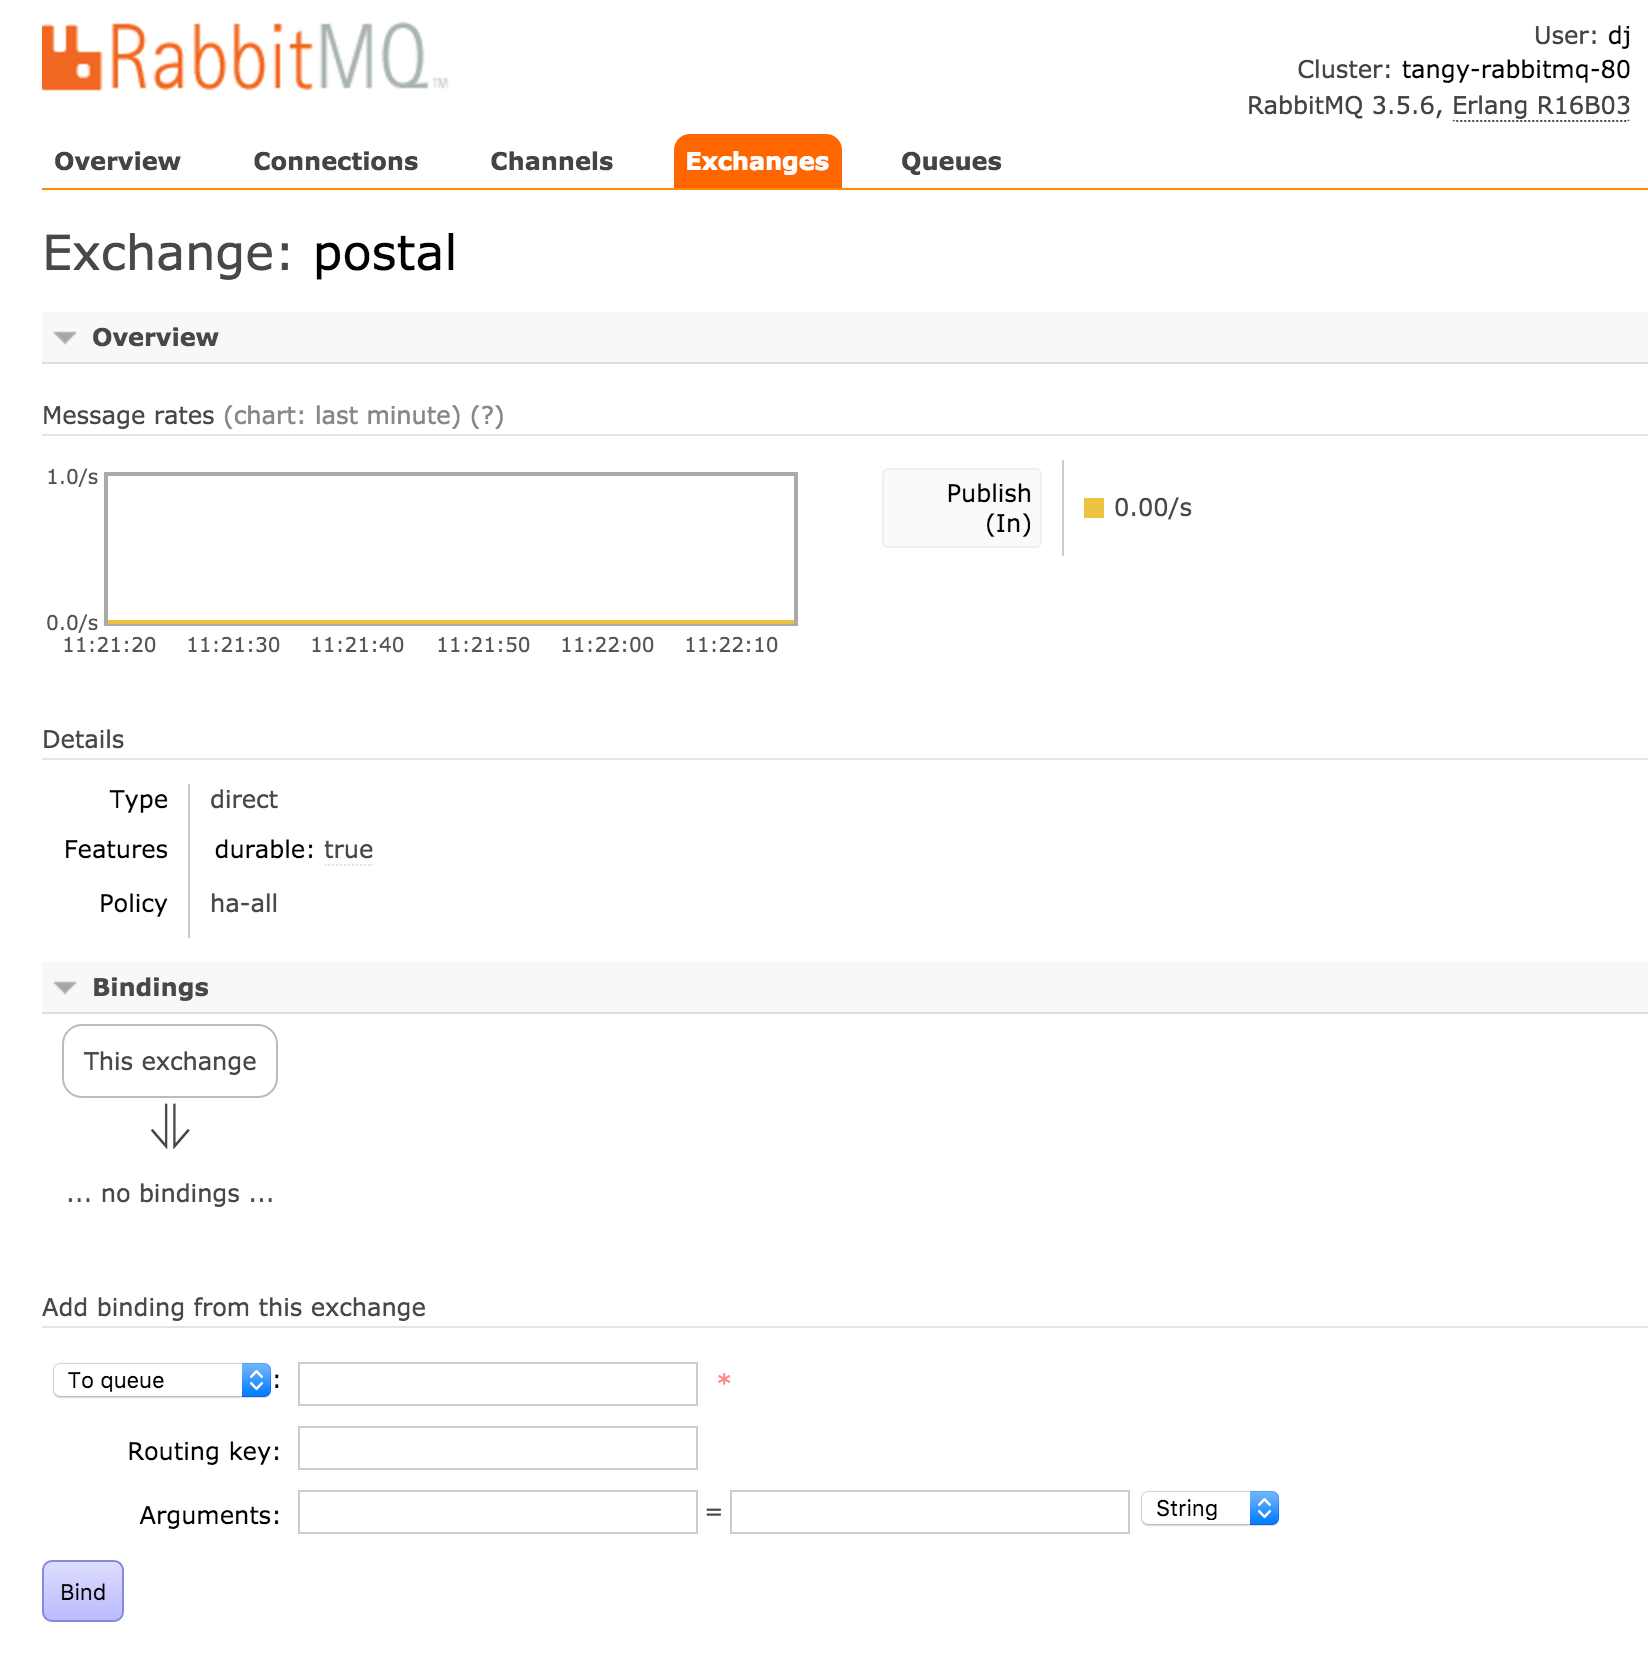 RabbitMQ™
User: dj
Cluster: tangy-rabbitmq-80
RabbitMQ 3.5.6, Erlang R16B03
Overview Connections Channels Exchanges Queues
Exchange: postal
Overview
Message rates (chart: last minute) (?)
1.0/s
0.0/s
11:21:20 11:21:30 11:21:40 11:21:50 11:22:00 11:22:10
Publish
(In)
0.00/s
Details
Type direct
Features durable: true
Policy ha-all
Bindings
This exchange
⇓
... no bindings ...
Add binding from this exchange
To queue : *
Routing key:
Arguments: = String
Bind